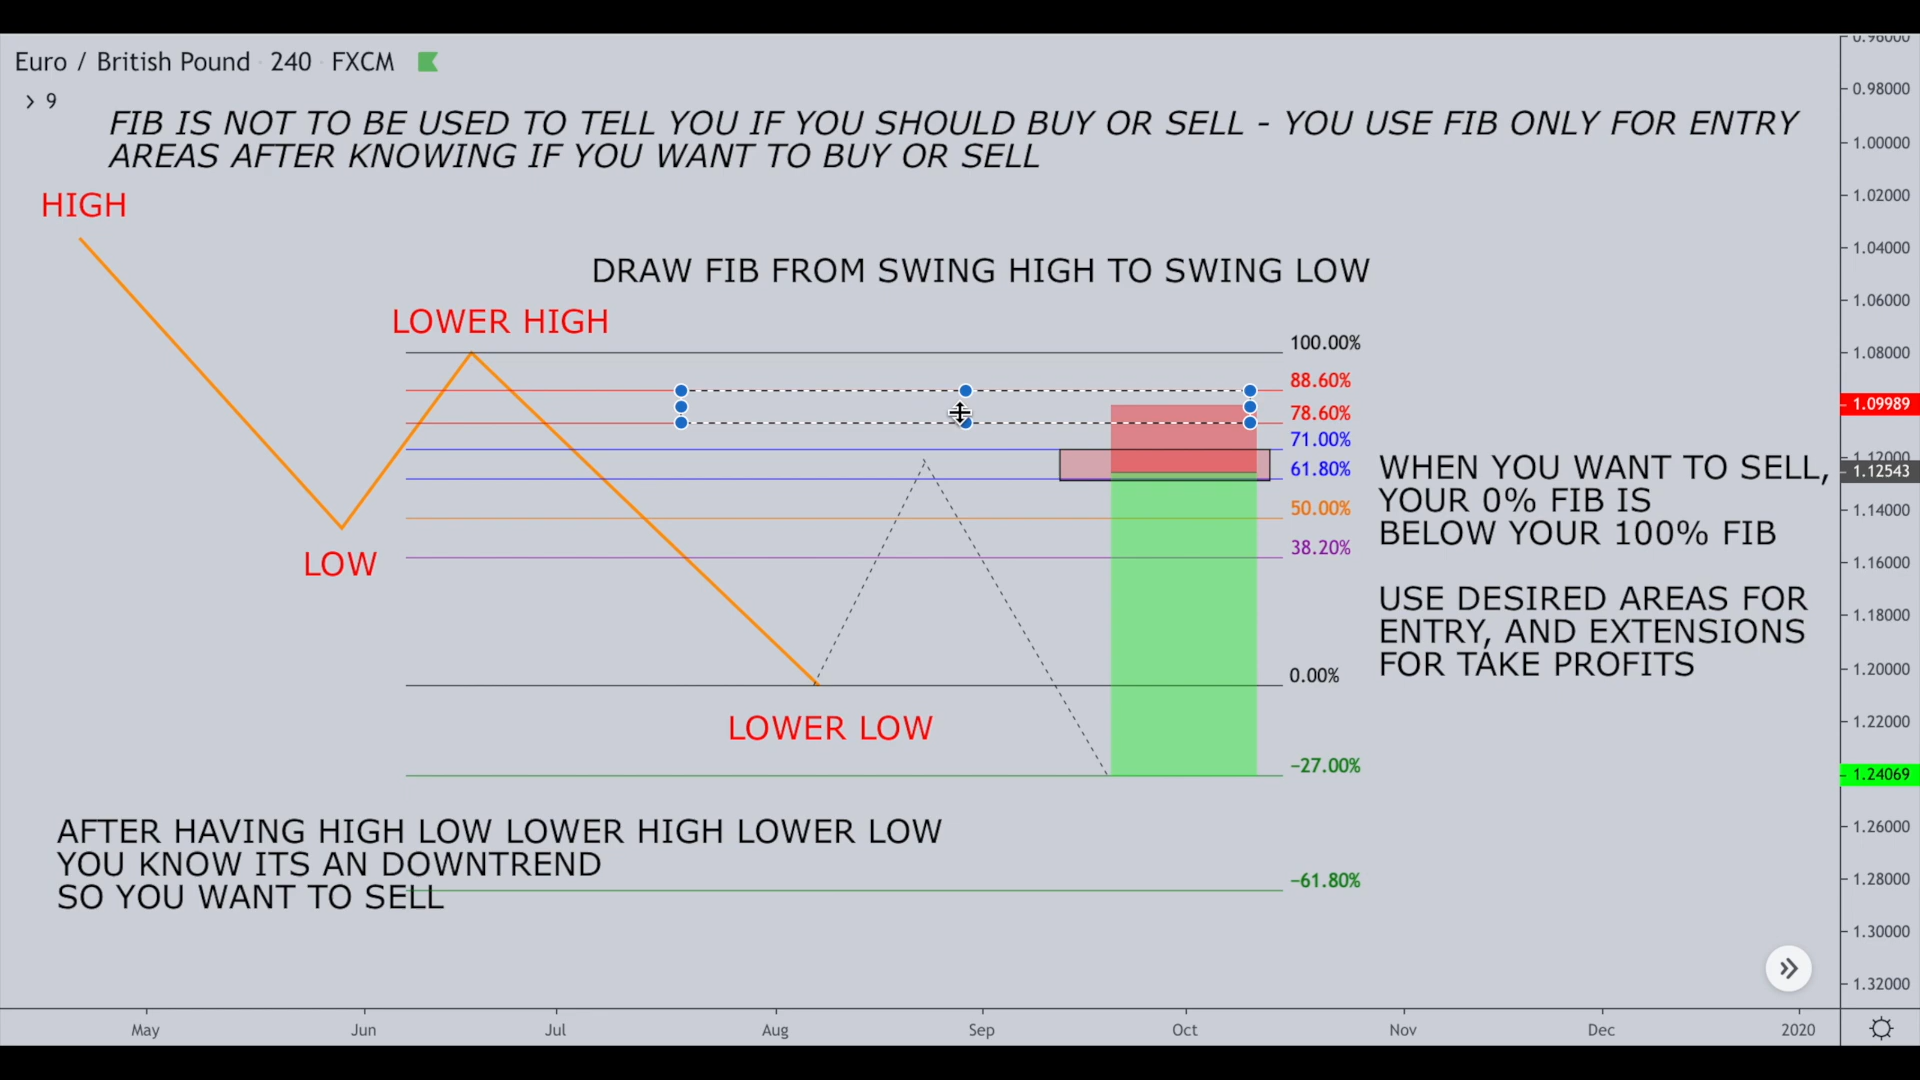 0.96000
Euro / British Pound · 240 · FXCM
0.98000
9
FIB IS NOT TO BE USED TO TELL YOU IF YOU SHOULD BUY OR SELL - YOU USE FIB ONLY FOR ENTRY
AREAS AFTER KNOWING IF YOU WANT TO BUY OR SELL
1.00000
HIGH
1.02000
1.04000
DRAW FIB FROM SWING HIGH TO SWING LOW
1.06000
LOWER HIGH
100.00%
1.08000
88.60%
1.09989
78.60%
71.00%
1.12000
61.80%
1.12543
WHEN YOU WANT TO SELL,
YOUR 0% FIB IS
BELOW YOUR 100% FIB
50.00%
1.14000
38.20%
LOW
1.16000
USE DESIRED AREAS FOR
ENTRY, AND EXTENSIONS
FOR TAKE PROFITS
1.18000
0.00%
1.20000
LOWER LOW
1.22000
−27.00%
1.24069
AFTER HAVING HIGH LOW LOWER HIGH LOWER LOW
YOU KNOW ITS AN DOWNTREND
SO YOU WANT TO SELL
1.26000
−61.80%
1.28000
1.30000
1.32000
May Jun Jul Aug Sep Oct Nov Dec 2020